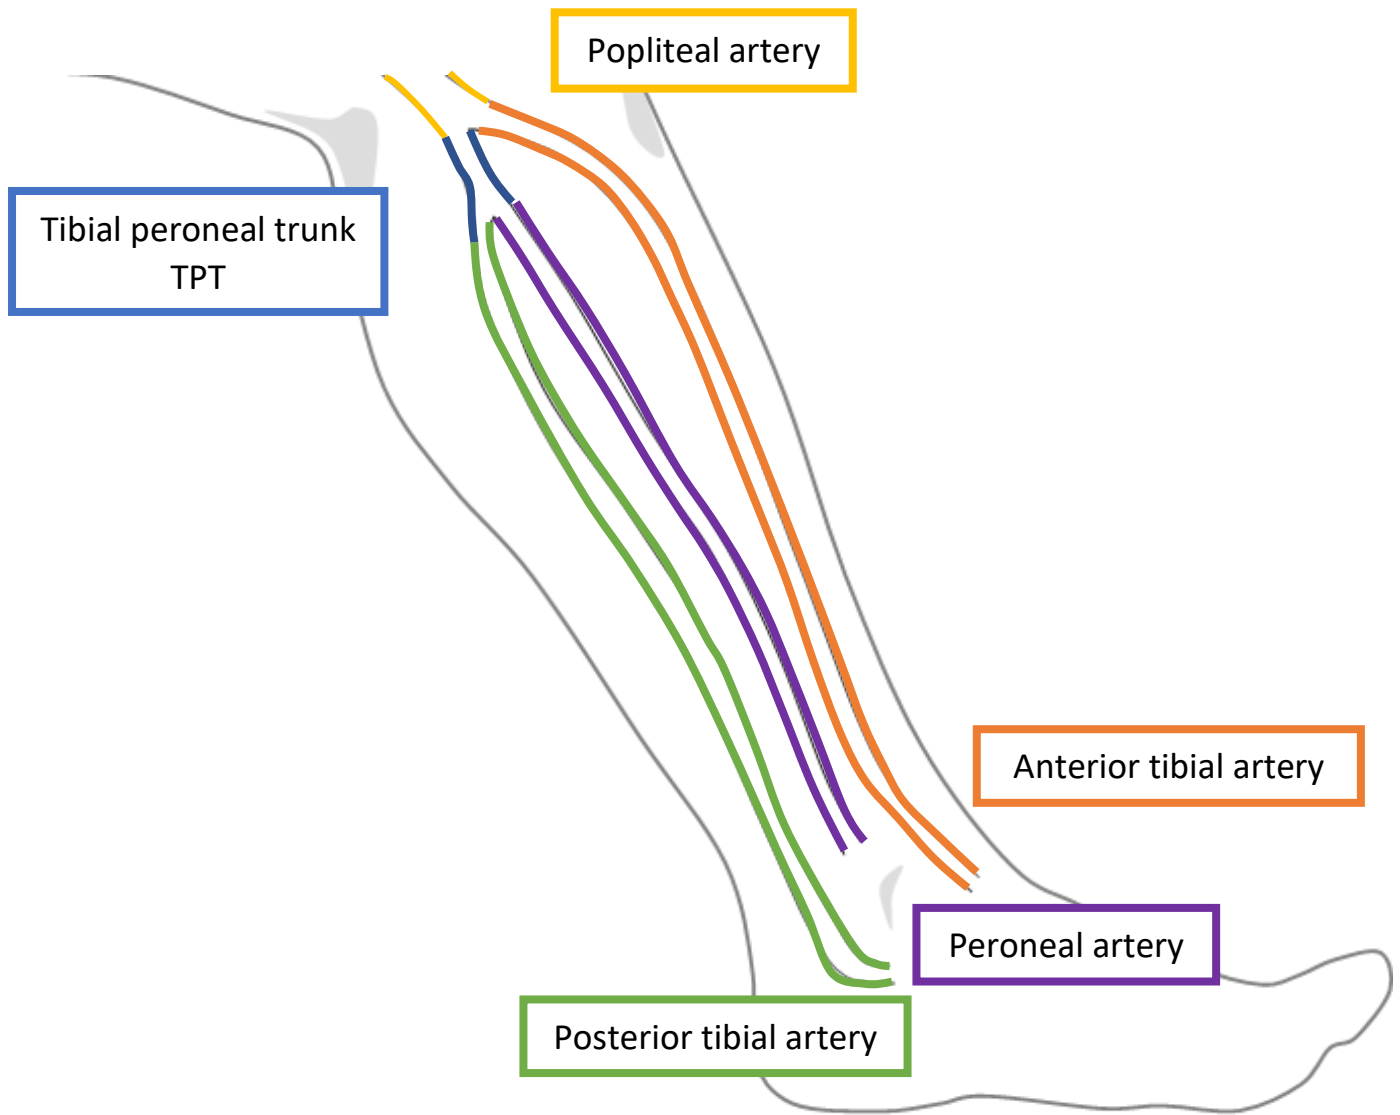 Popliteal artery
Tibial peroneal trunk
TPT
Anterior tibial artery
Peroneal artery
Posterior tibial artery